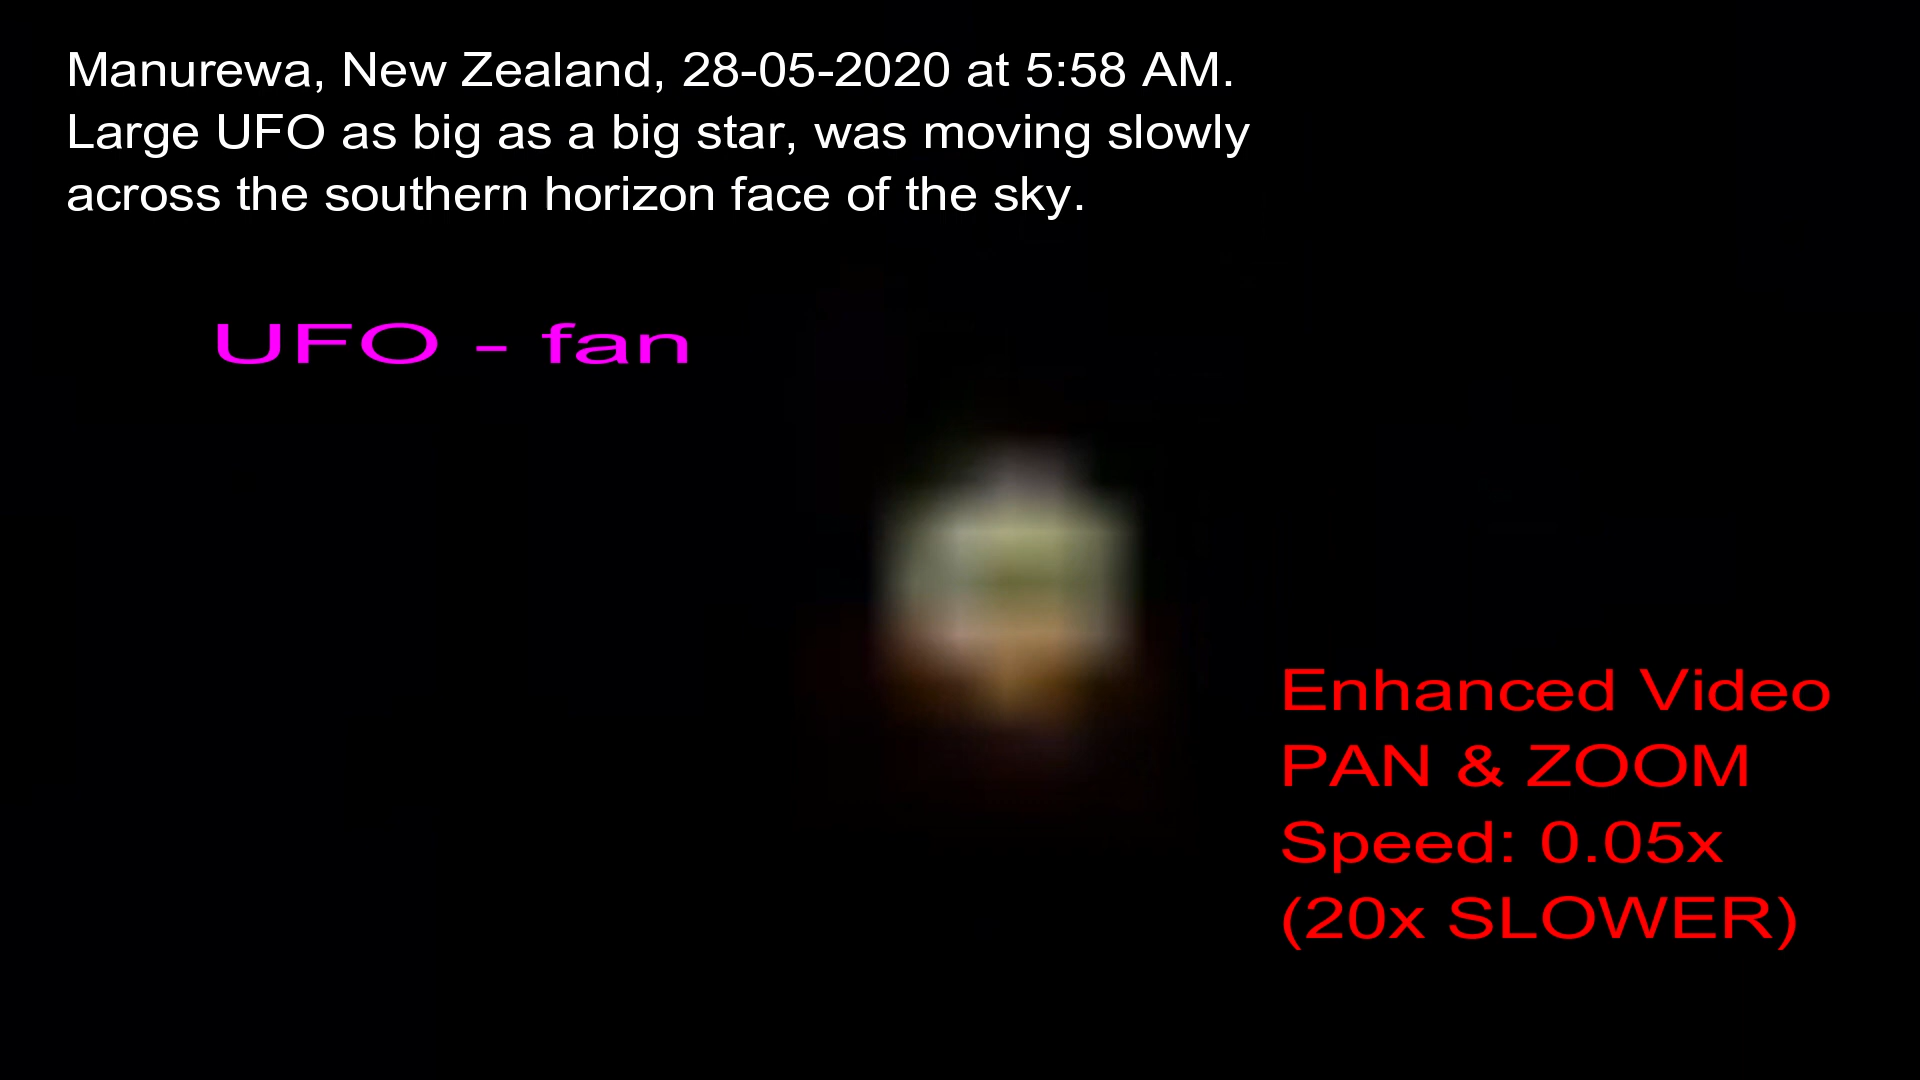 Manurewa, New Zealand, 28-05-2020 at 5:58 AM.
Large UFO as big as a big star, was moving slowly
across the southern horizon face of the sky.
UFO - fan
Enhanced Video
PAN & ZOOM
Speed: 0.05x
(20x SLOWER)